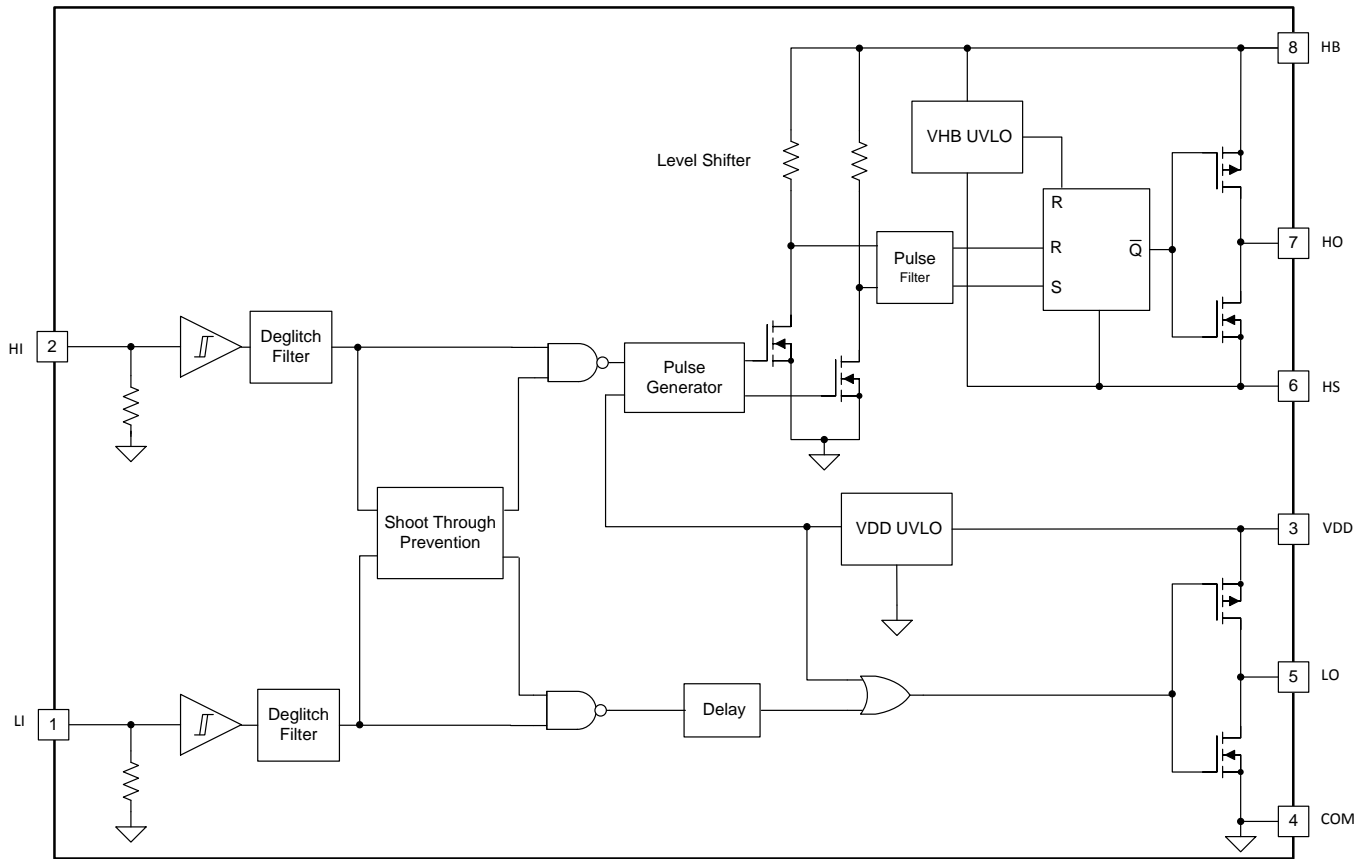 8 HB
VHB UVLO
Level Shifter
R
R
Q̅
S
Pulse
Filter
7 HO
HI 2
Deglitch
Filter
Pulse
Generator
6 HS
Shoot Through
Prevention
VDD UVLO
3 VDD
LI 1
Deglitch
Filter
Delay
5 LO
4 COM